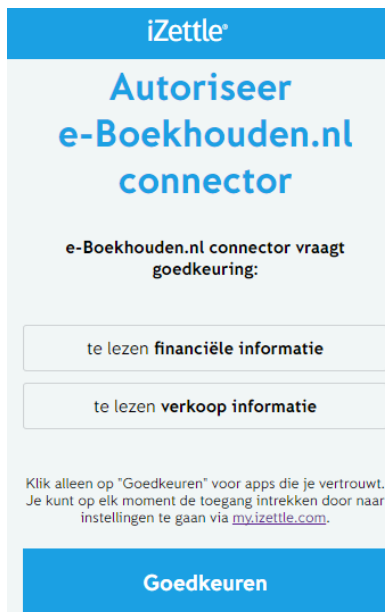 iZettle®
Autoriseer
e-Boekhouden.nl
connector
e-Boekhouden.nl connector vraagt
goedkeuring:
te lezen financiële informatie
te lezen verkoop informatie
Klik alleen op "Goedkeuren" voor apps die je vertrouwt.
Je kunt op elk moment de toegang intrekken door naar
instellingen te gaan via my.izettle.com.
Goedkeuren